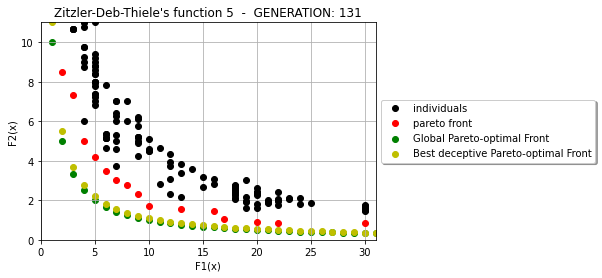 Zitzler-Deb-Thiele's function 5 - GENERATION: 131
10
8
6
4
2
0
F2(x)
0 5 10 15 20 25 30
F1(x)
individuals
pareto front
Global Pareto-optimal Front
Best deceptive Pareto-optimal Front